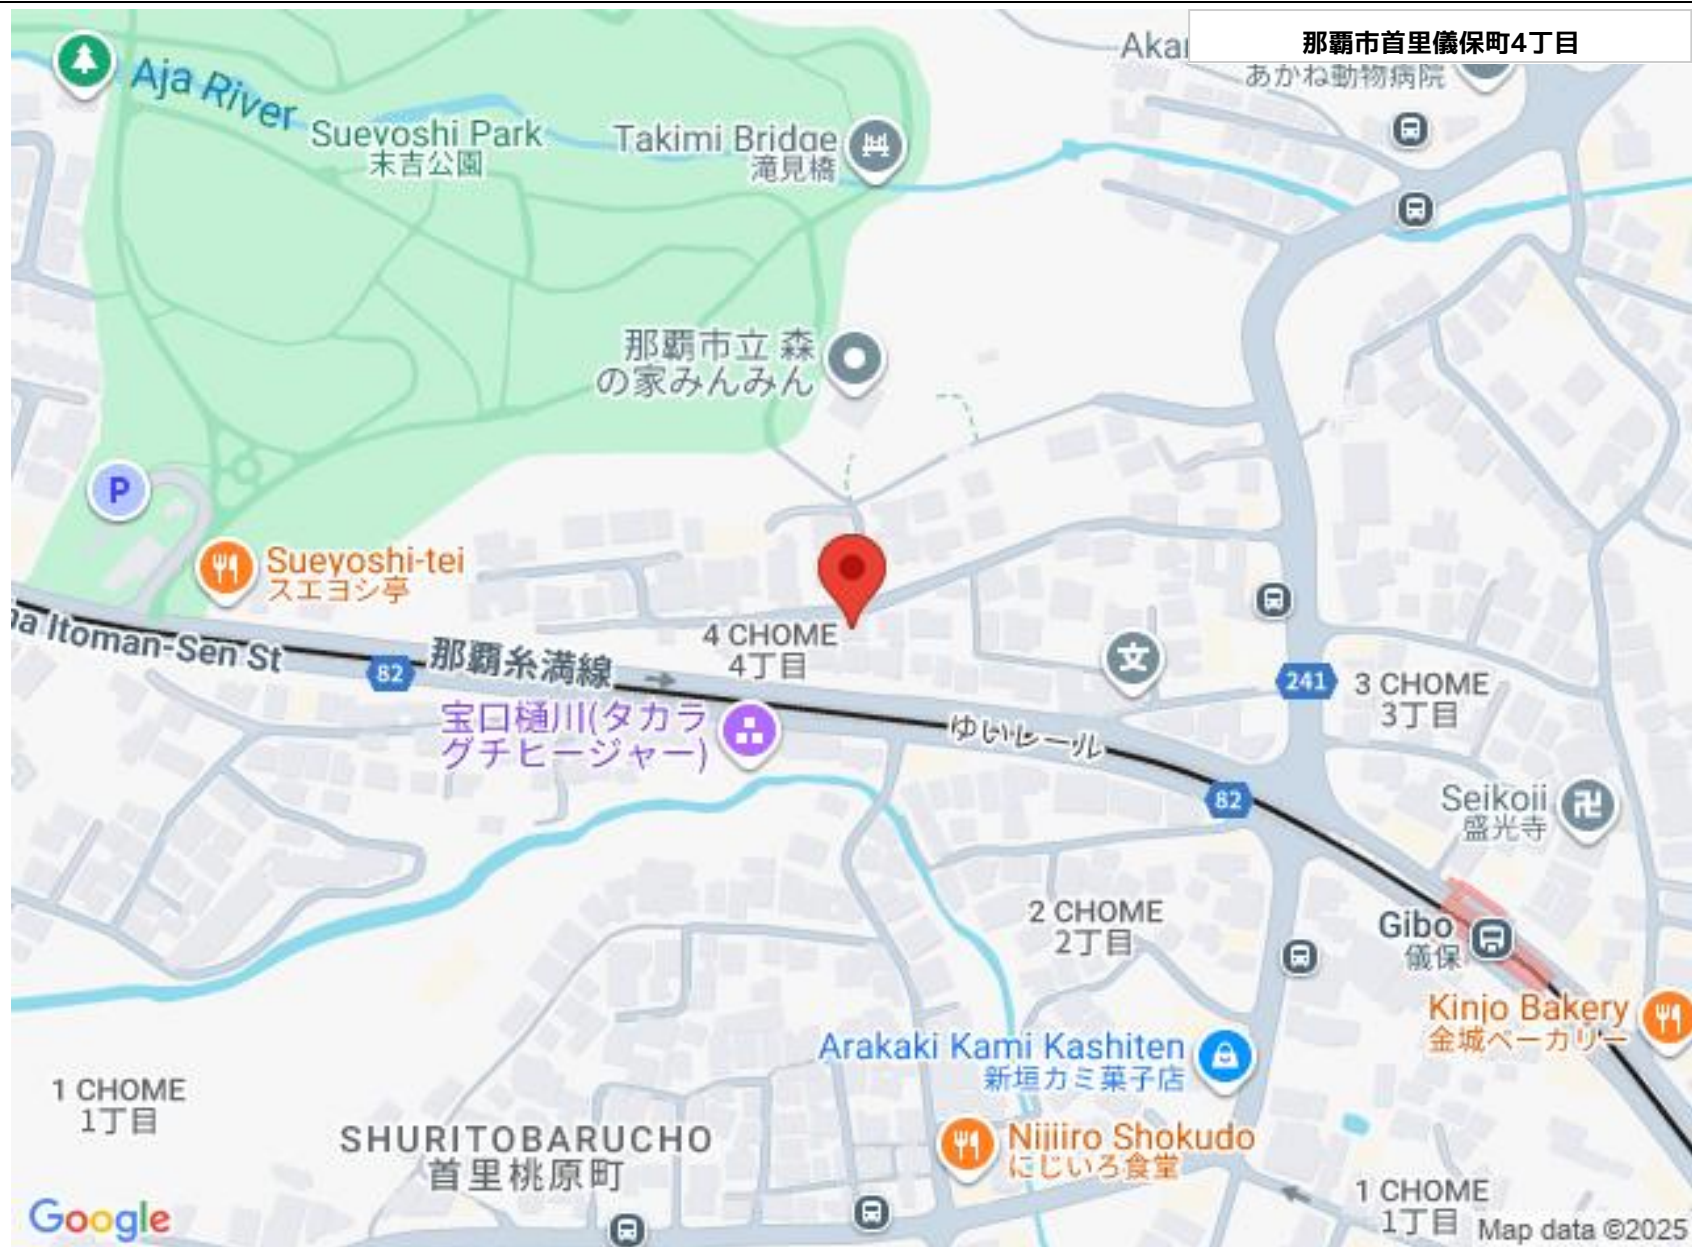 那覇市首里儀保町4丁目
あかね動物病院
Aja River
Sueyoshi Park
末吉公園
Takimi Bridge
滝見橋
那覇市立 森
の家みんみん
P
Sueyoshi-tei
スエヨシ亭
Itoman-Sen St
82
那覇糸満線
4 CHOME
4丁目
文
241
3 CHOME
3丁目
宝口樋川(タカラ
グチヒージャー)
ゆいレール
82
Seikoji
盛光寺
2 CHOME
2丁目
Gibo
儀保
Kinjo Bakery
金城ベーカリー
Arakaki Kami Kashiten
新垣カミ菓子店
1 CHOME
1丁目
SHURITOBARUCHO
首里桃原町
Nijiiro Shokudo
にじいろ食堂
1 CHOME
1丁目
Google
Map data ©2025